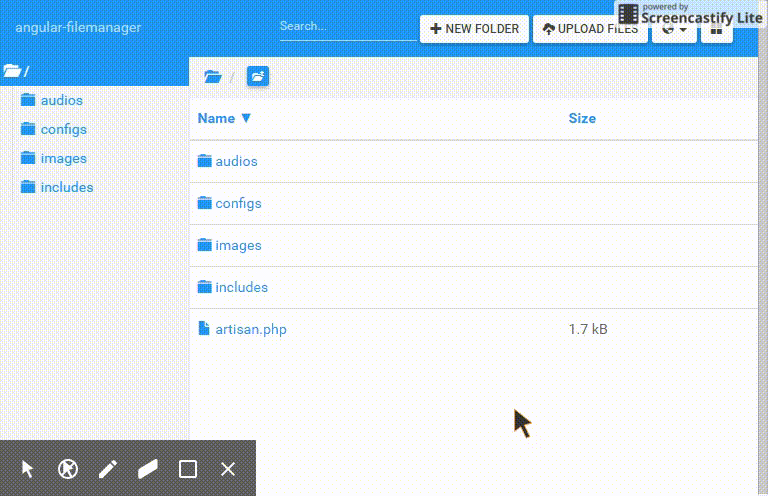 powered by
Screencastify Lite
angular-filemanager
Search...
NEW FOLDER
UPLOAD FILES
/
/
audios
configs
images
includes
Name ▼ Size
audios
configs
images
includes
artisan.php 1.7 kB